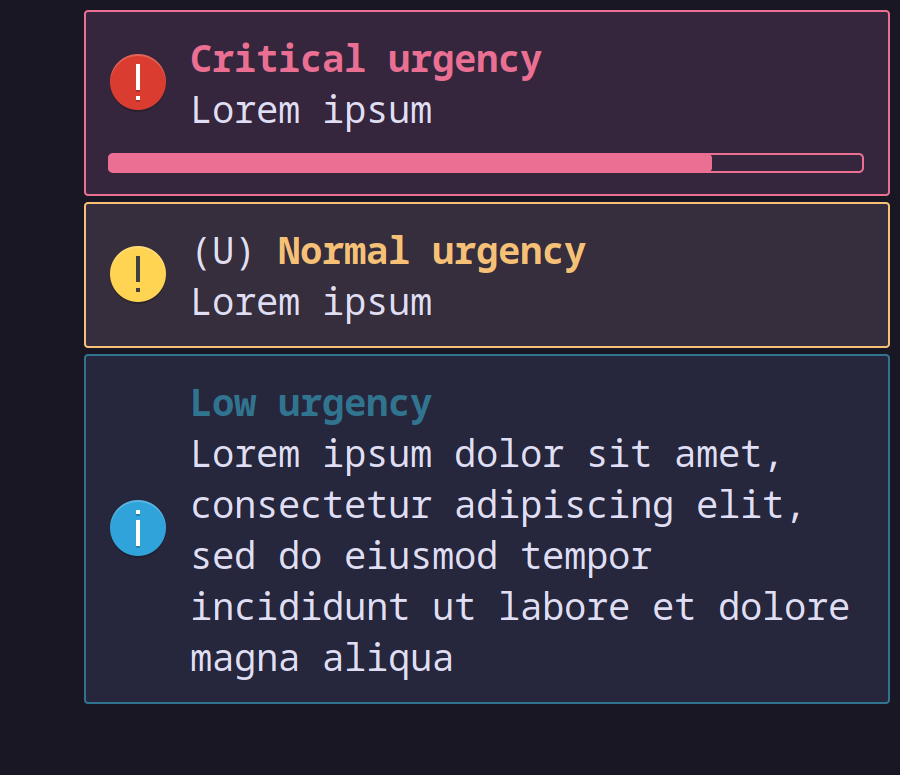 Critical urgency
Lorem ipsum
(U) Normal urgency
Lorem ipsum
Low urgency
Lorem ipsum dolor sit amet,
consectetur adipiscing elit,
sed do eiusmod tempor
incididunt ut labore et dolore
magna aliqua